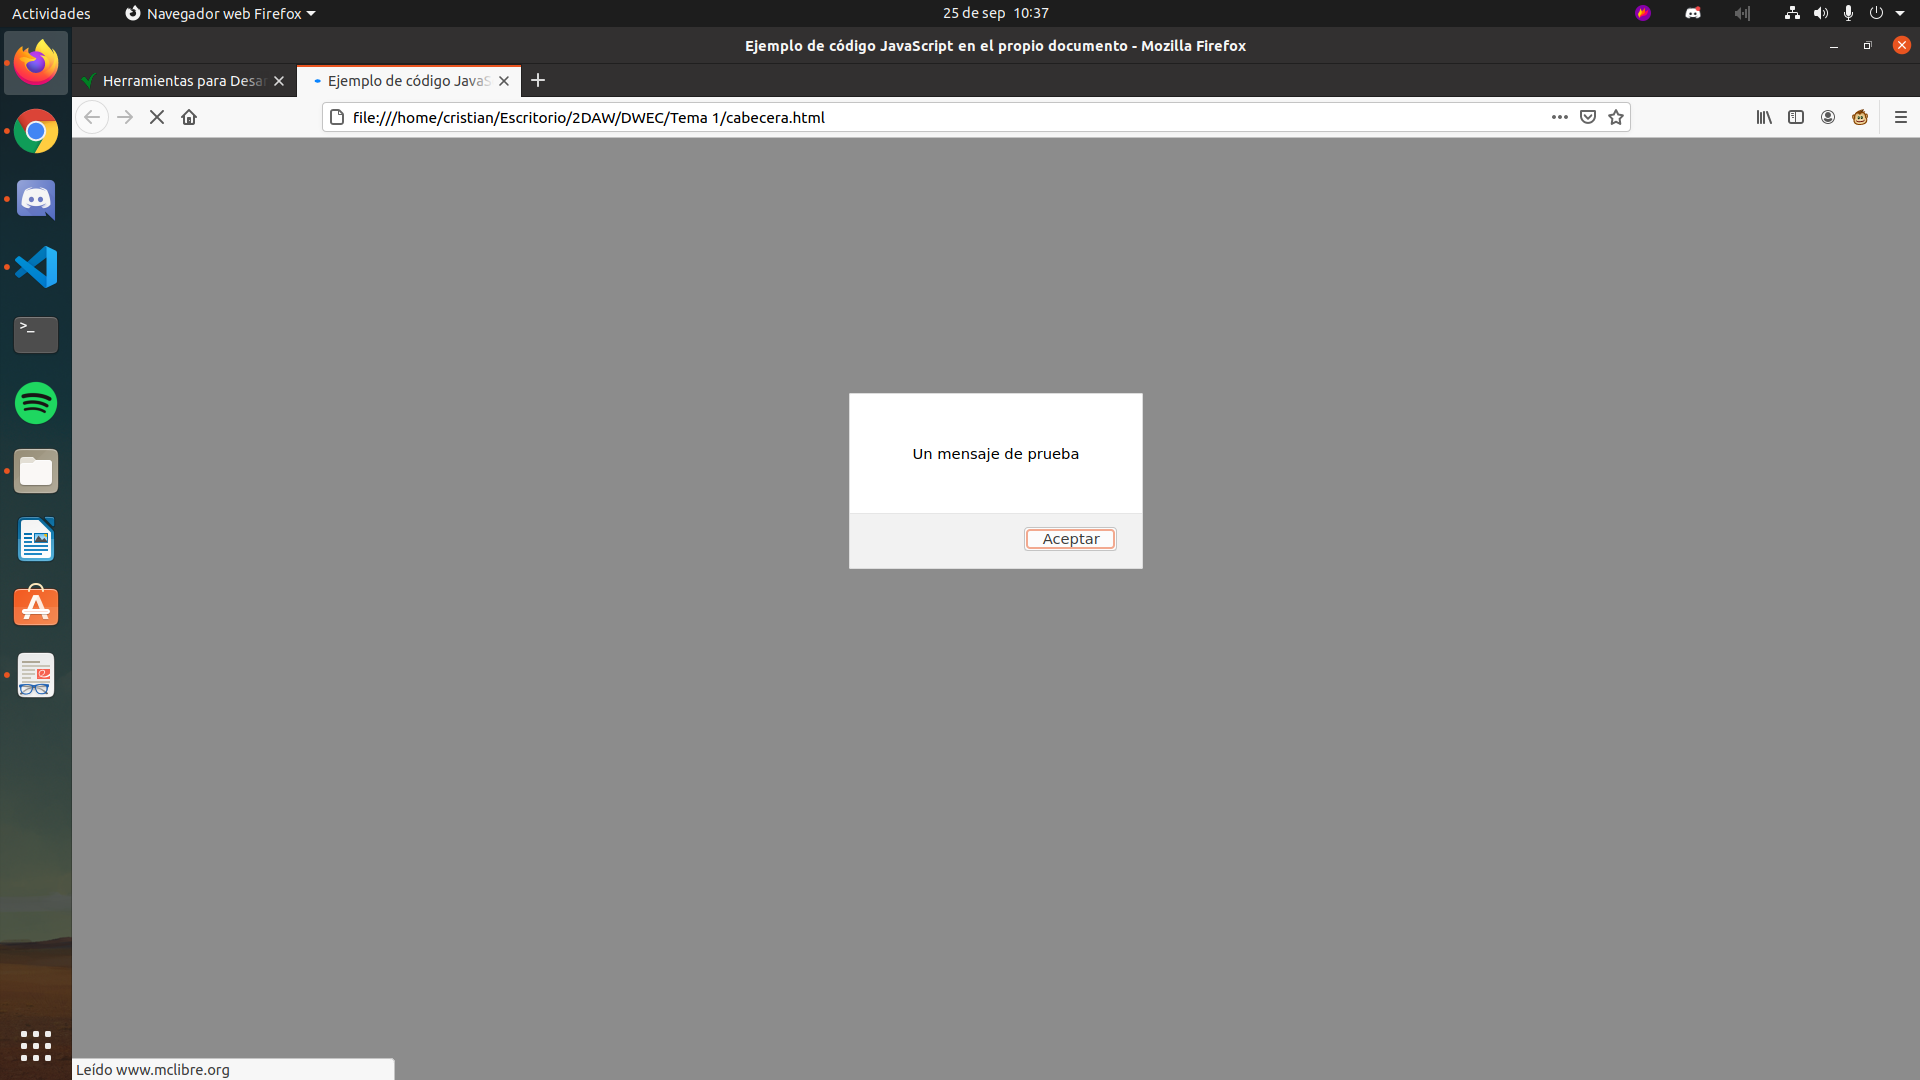 Actividades
Navegador web Firefox
25 de sep 10:37
Ejemplo de código JavaScript en el propio documento - Mozilla Firefox
Herramientas para Desa
Ejemplo de código JavaS
file:///home/cristian/Escritorio/2DAW/DWEC/Tema 1/cabecera.html
Un mensaje de prueba
Aceptar
Leído www.mclibre.org